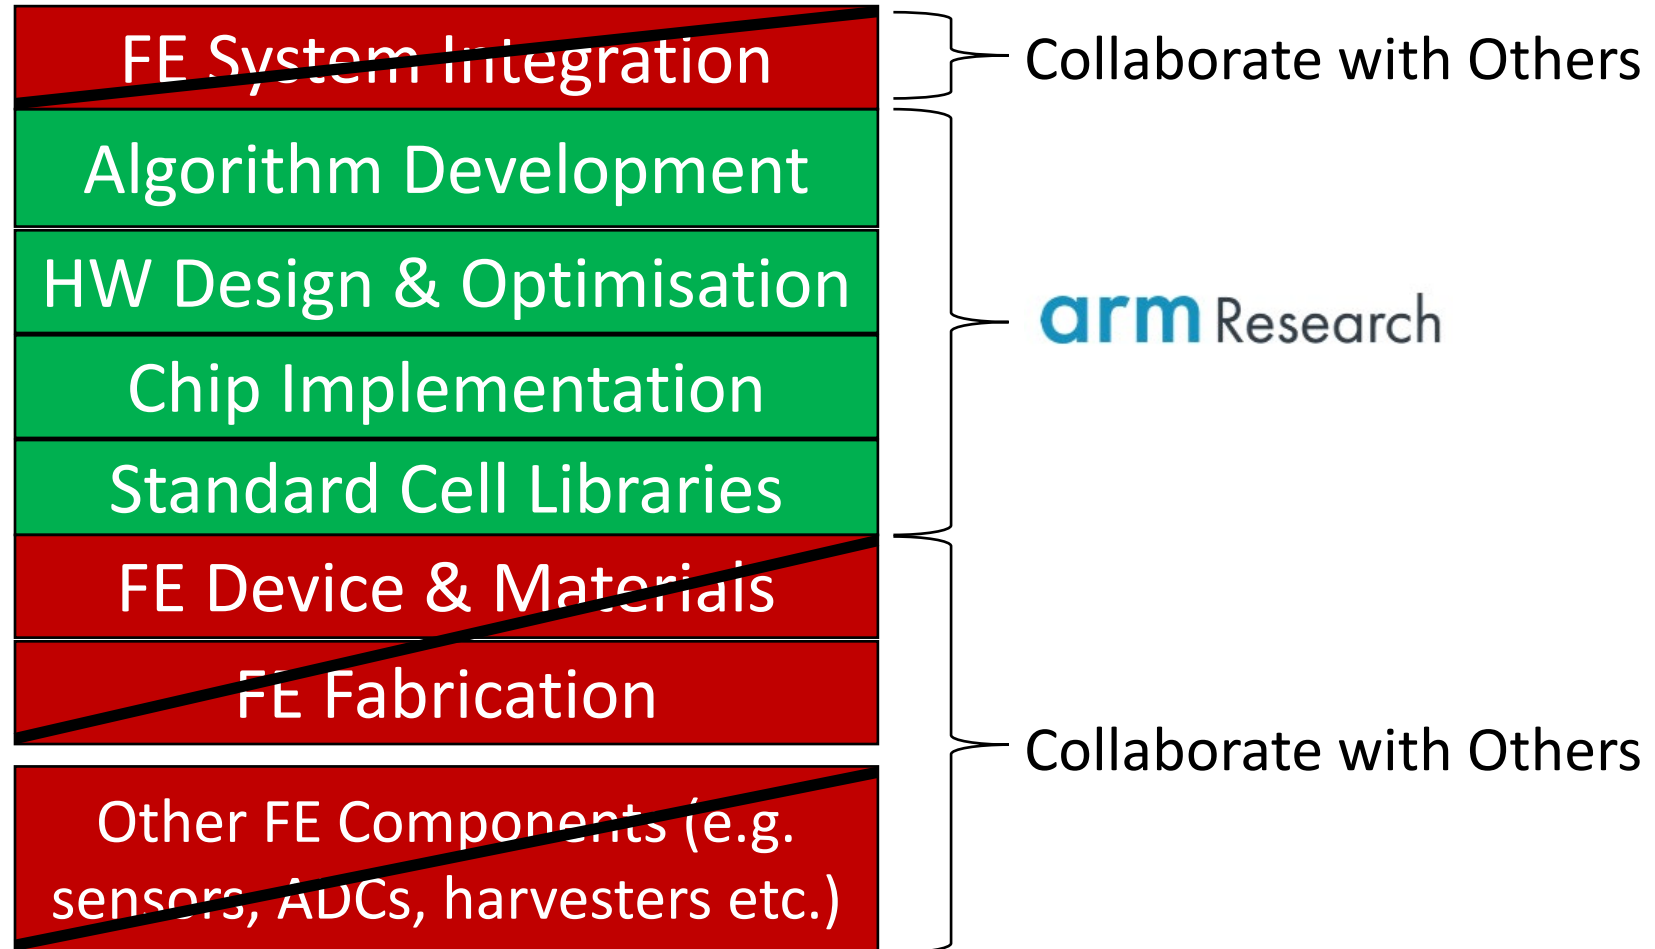 FE System Integration
Collaborate with Others
Algorithm Development
HW Design & Optimisation
arm Research
Chip Implementation
Standard Cell Libraries
FE Device & Materials
FE Fabrication
Collaborate with Others
Other FE Components (e.g.
sensors, ADCs, harvesters etc.)